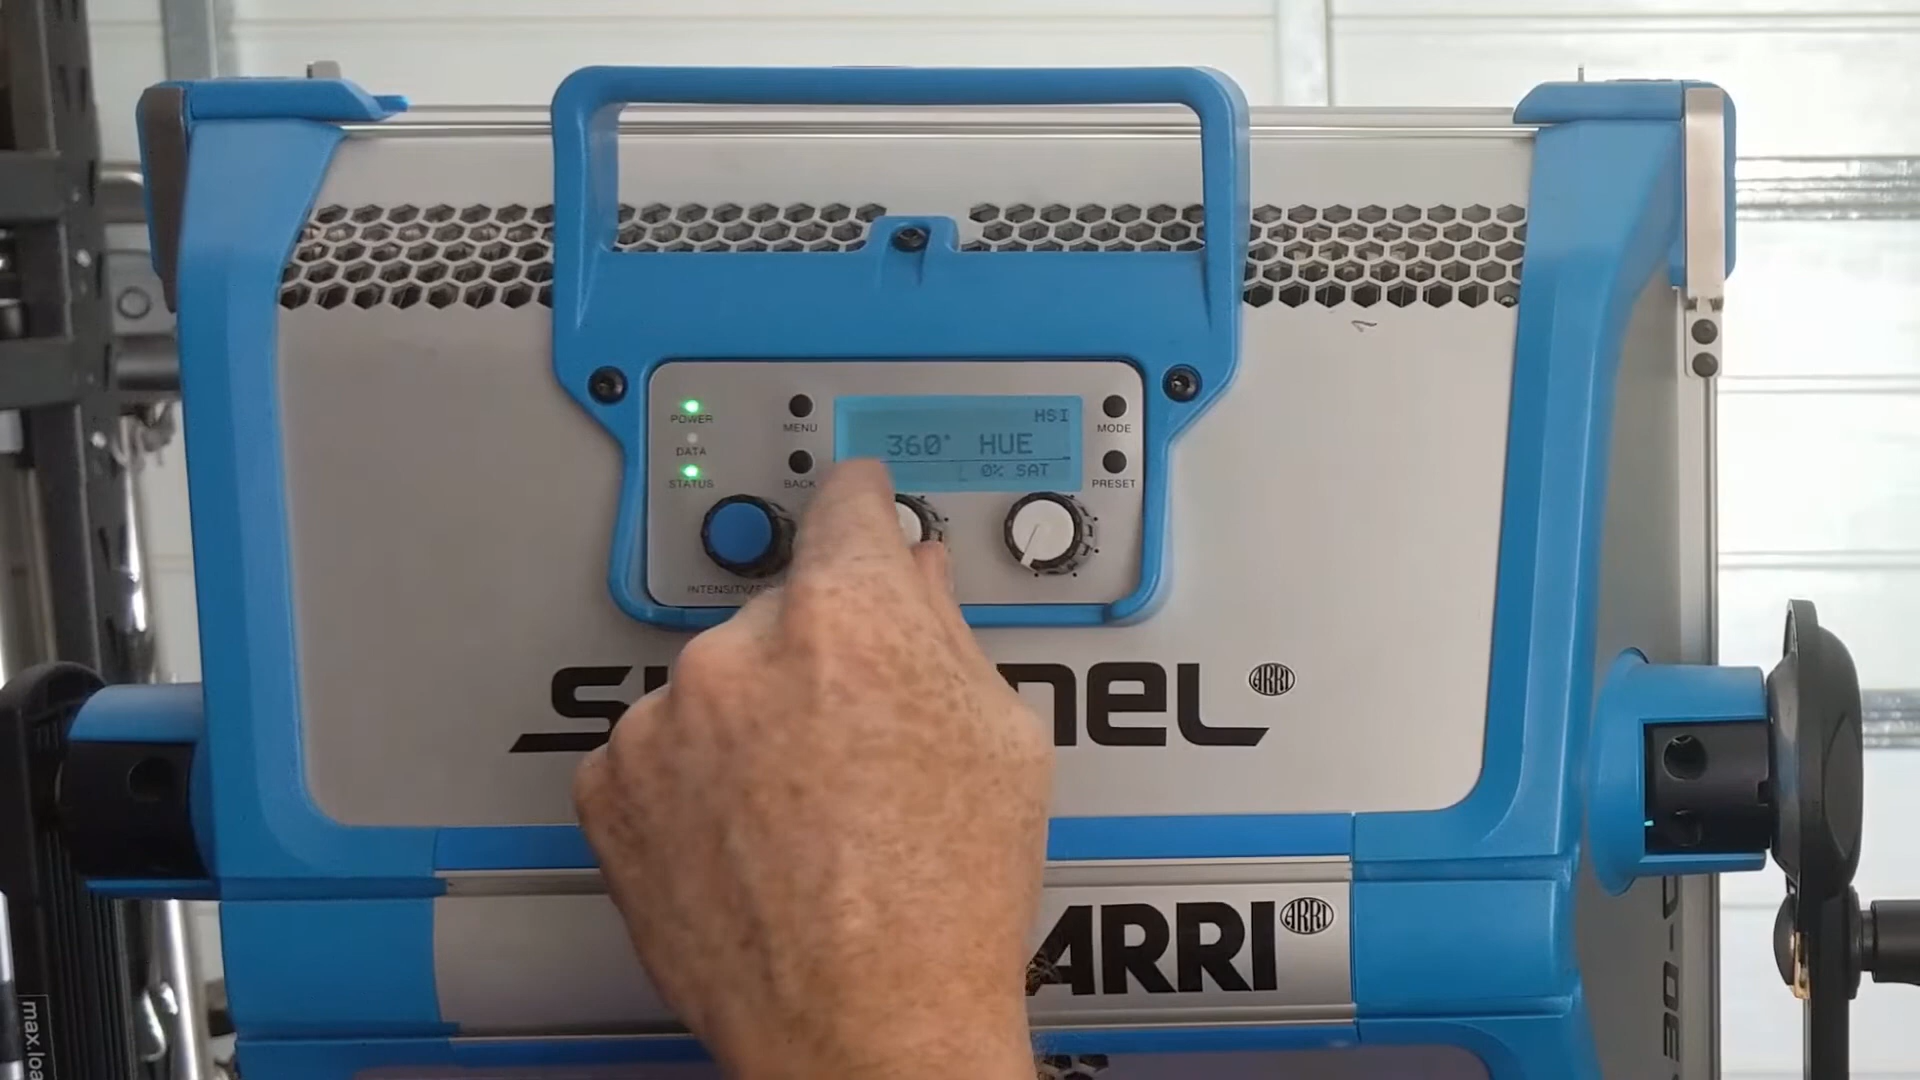 POWER
DATA
STATUS
MENU
BACK
HSI
360° HUE
0% SAT
MODE
PRESET
ARRI
ARRI
ARRI